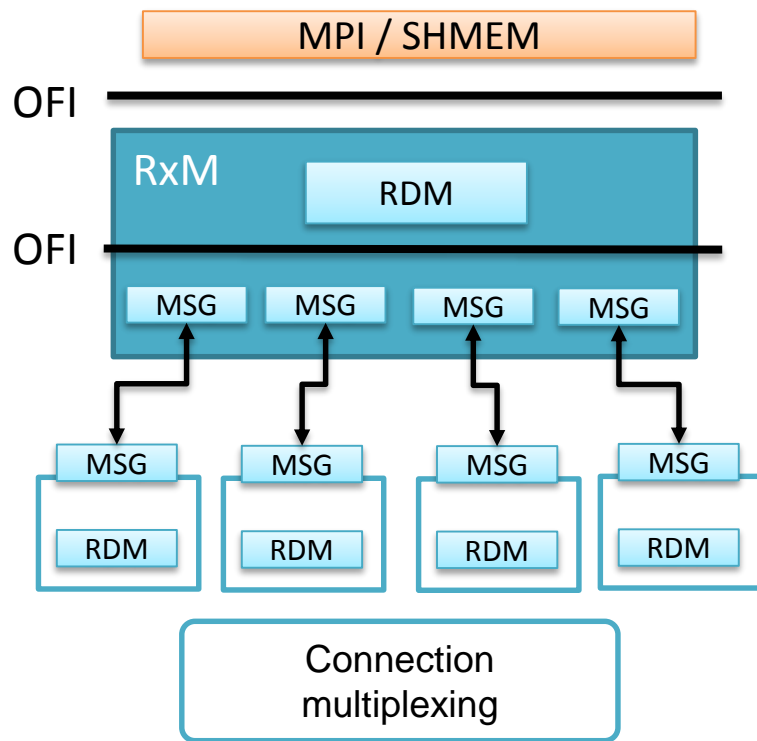 MPI / SHMEM
OFI
RxM
RDM
OFI
MSG MSG MSG MSG
MSG MSG MSG MSG
RDM RDM RDM RDM
Connection
multiplexing